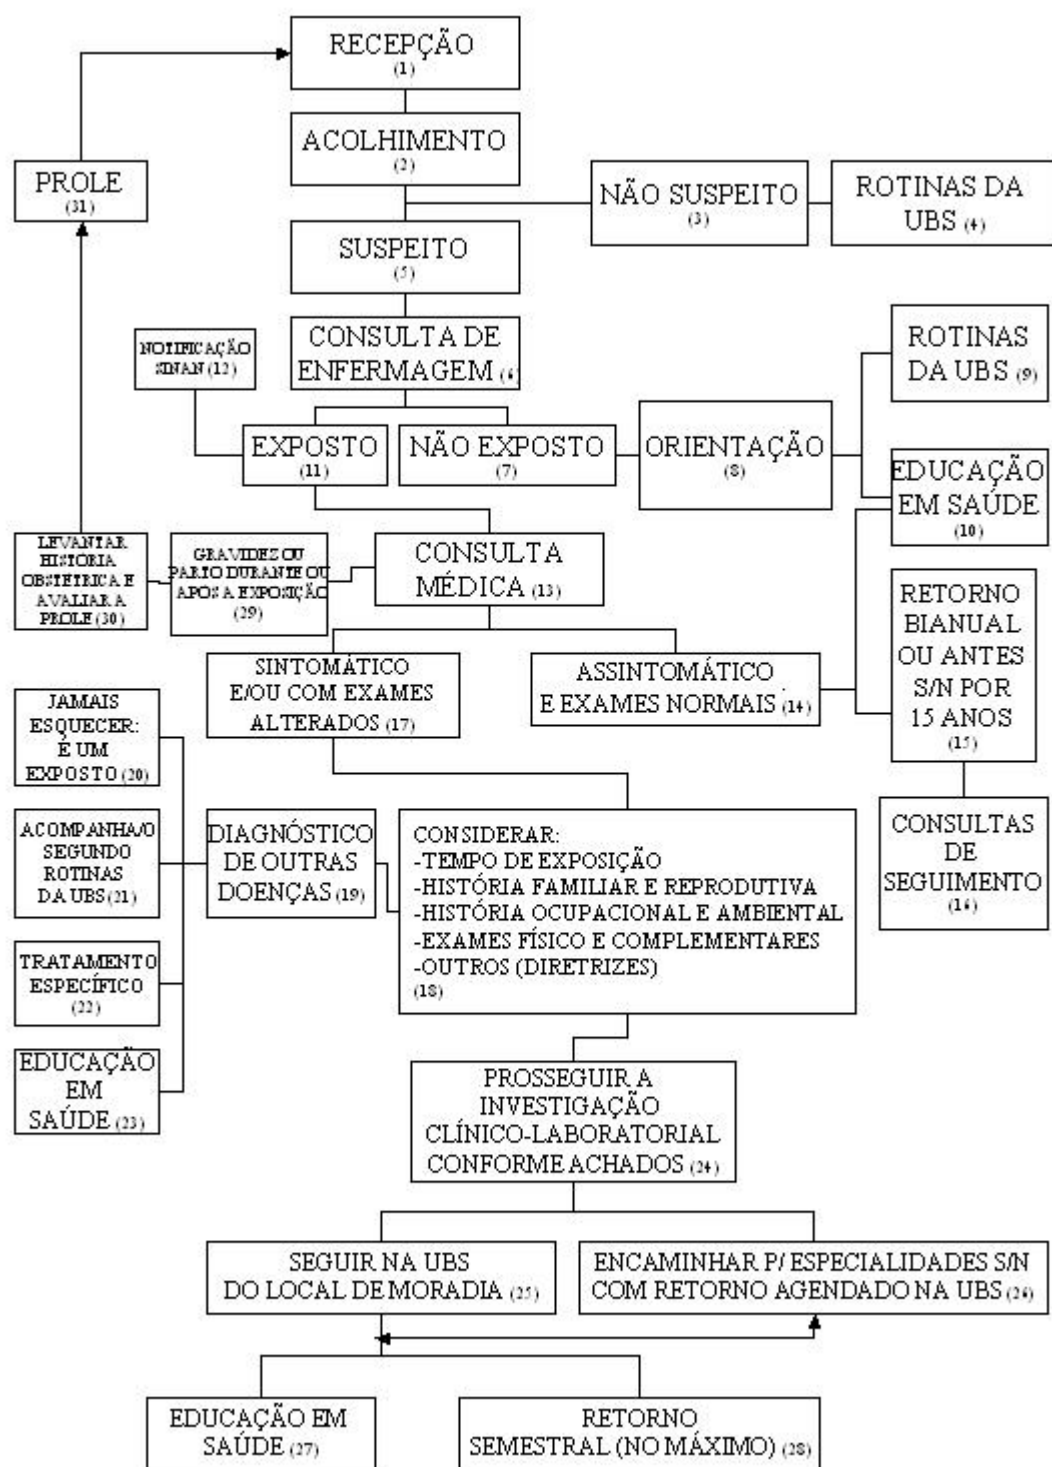 RECEPÇÃO
(1)
ACOLHIMENTO
(2)
PROLE
(31)
NÃO SUSPEITO
(3)
ROTINAS DA
UBS (4)
SUSPEITO
(5)
CONSULTA DE
ENFERMAGEM (6)
NOTIFICAÇÃO
SINAN (12)
ROTINAS
DA UBS (9)
EXPOSTO
(11)
NÃO EXPOSTO
(7)
ORIENTAÇÃO
(8)
EDUCAÇÃO
EM SAÚDE
(10)
LEVANTAR
HISTÓRIA
OBSTÉTRICA E
AVALIAR A
PROLE (30)
GRAVIDEZ OU
PARTO DURANTE OU
APÓS A EXPOSIÇÃO
(29)
CONSULTA
MÉDICA (13)
RETORNO
BIANUAL
OU ANTES
S/N POR
15 ANOS
(15)
SINTOMÁTICO
E/OU COM EXAMES
ALTERADOS (17)
ASSINTOMÁTICO
E EXAMES NORMAIS (14)
JAMAIS
ESQUECER:
É UM
EXPOSTO (20)
ACOMPANHA/O
SEGUNDO
ROTINAS
DA UBS (21)
DIAGNÓSTICO
DE OUTRAS
DOENÇAS (19)
CONSIDERAR:
-TEMPO DE EXPOSIÇÃO
-HISTÓRIA FAMILIAR E REPRODUTIVA
-HISTÓRIA OCUPACIONAL E AMBIENTAL
-EXAMES FÍSICO E COMPLEMENTARES
-OUTROS (DIRETRIZES)
(18)
CONSULTAS
DE
SEGUIMENTO
(16)
TRATAMENTO
ESPECÍFICO
(22)
EDUCAÇÃO
EM
SAÚDE (23)
PROSSEGUIR A
INVESTIGAÇÃO
CLÍNICO-LABORATORIAL
CONFORME ACHADOS (24)
SEGUIR NA UBS
DO LOCAL DE MORADIA (25)
ENCAMINHAR P/ ESPECIALIDADES S/N
COM RETORNO AGENDADO NA UBS (26)
EDUCAÇÃO EM
SAÚDE (27)
RETORNO
SEMESTRAL (NO MÁXIMO) (28)